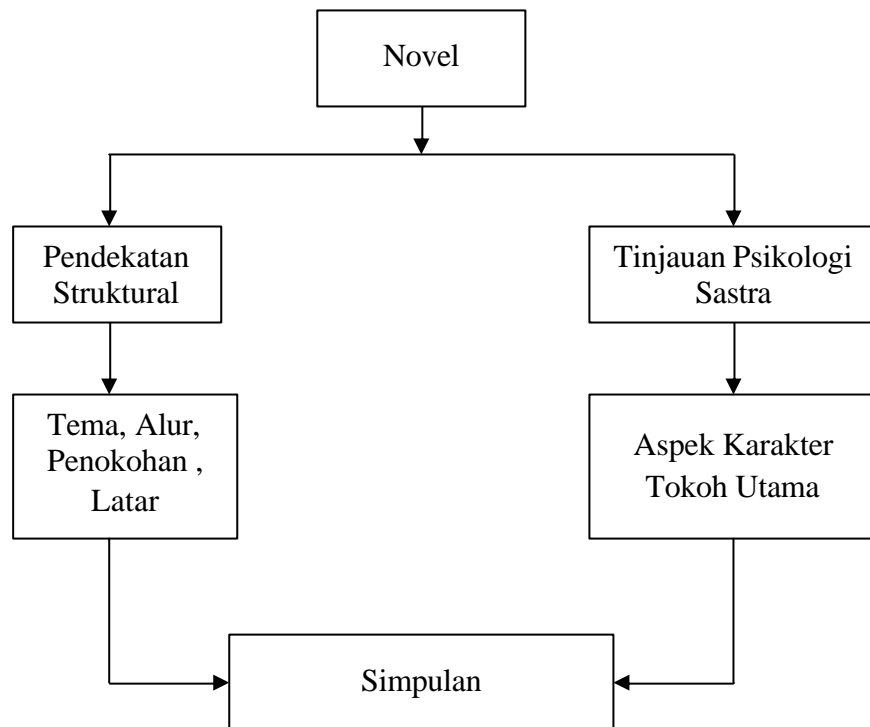 Novel
Pendekatan
Struktural
Tinjauan Psikologi
Sastra
Tema, Alur,
Penokohan ,
Latar
Aspek Karakter
Tokoh Utama
Simpulan